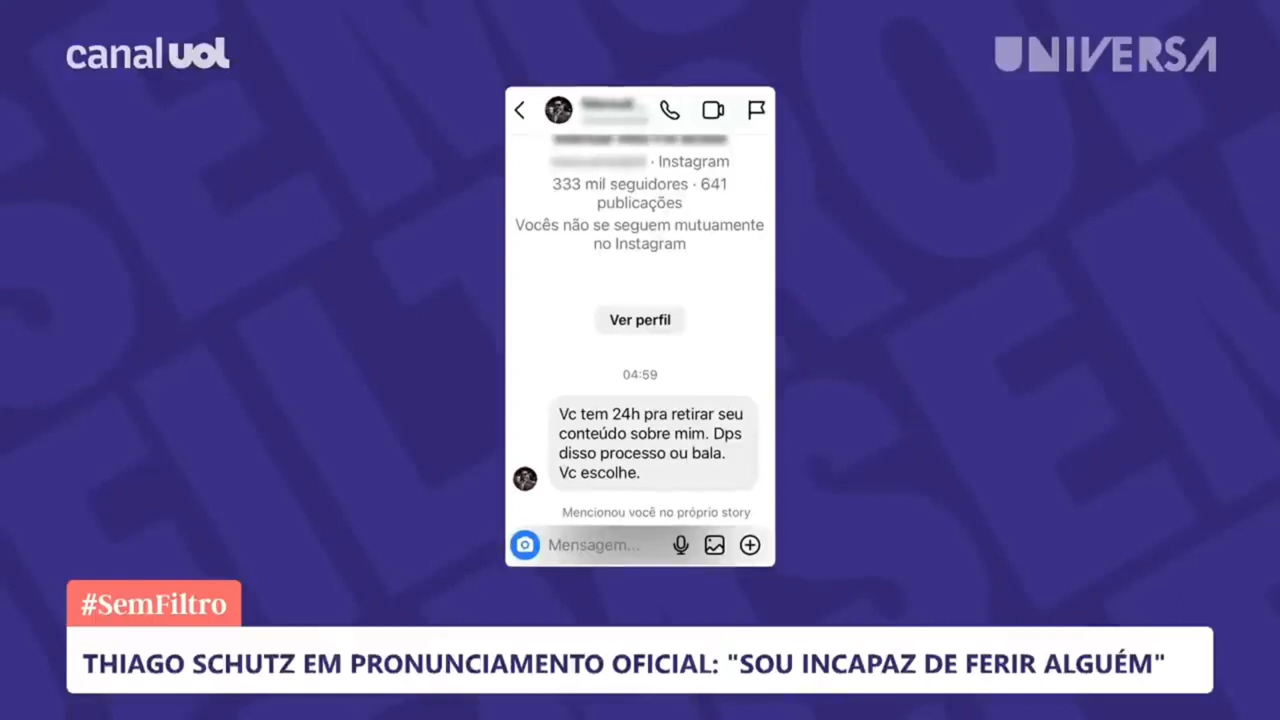 canal uol
UNIVERSA
· Instagram
333 mil seguidores · 641
publicações
Vocês não se seguem mutuamente
no Instagram
Ver perfil
04:59
Vc tem 24h pra retirar seu
conteúdo sobre mim. Dps
disso processo ou bala.
Vc escolhe.
Mencionou você no próprio story
Mensagem...
#SemFiltro
THIAGO SCHUTZ EM PRONUNCIAMENTO OFICIAL: "SOU INCAPAZ DE FERIR ALGUÉM"